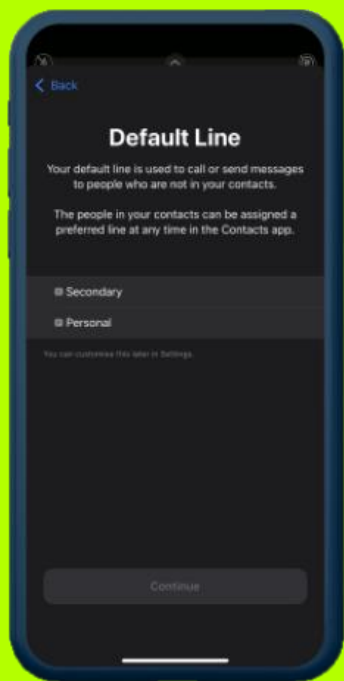 Back
Default Line
Your default line is used to call or send messages
to people who are not in your contacts.
The people in your contacts can be assigned a
preferred line at any time in the Contacts app.
Secondary
Personal
You can customise this later in Settings.
Continue